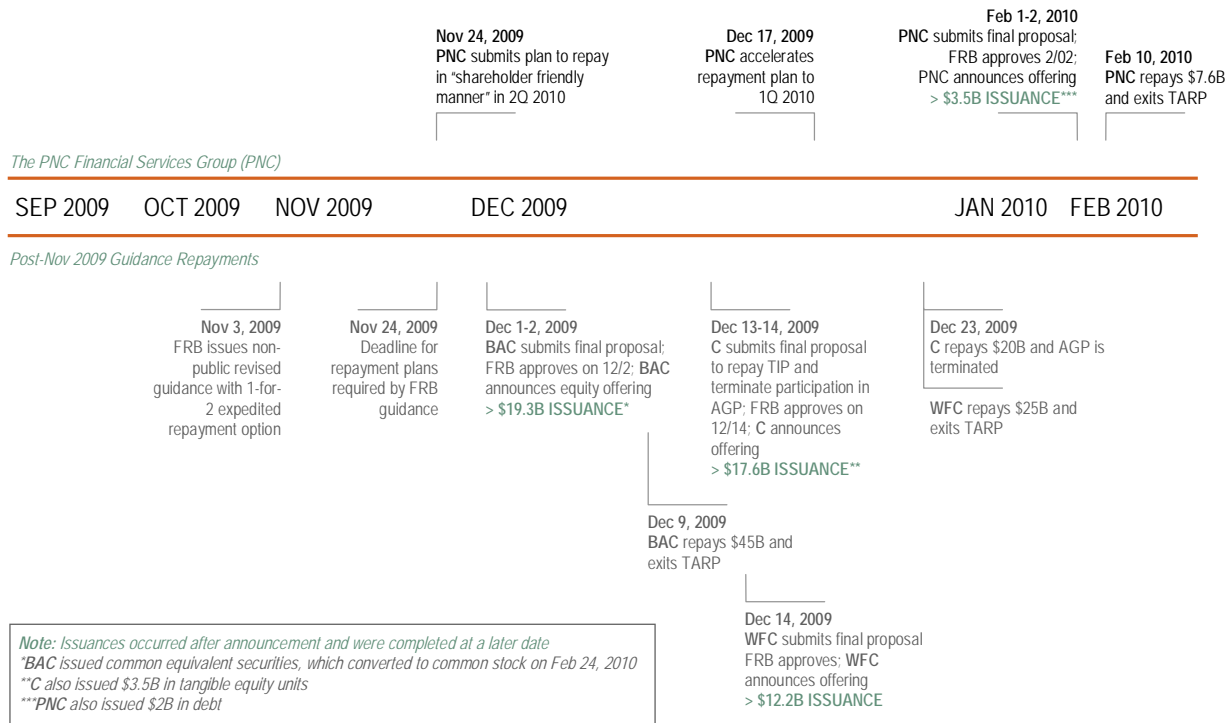 Nov 24, 2009
PNC submits plan to repay
in “shareholder friendly
manner” in 2Q 2010
Dec 17, 2009
PNC accelerates
repayment plan to
1Q 2010
Feb 1-2, 2010
PNC submits final proposal;
FRB approves 2/02;
PNC announces offering
> $3.5B ISSUANCE***
Feb 10, 2010
PNC repays $7.6B
and exits TARP
The PNC Financial Services Group (PNC)
SEP 2009 OCT 2009 NOV 2009 DEC 2009 JAN 2010 FEB 2010
Post-Nov 2009 Guidance Repayments
Nov 3, 2009
FRB issues non-
public revised
guidance with 1-for-
2 expedited
repayment option
Nov 24, 2009
Deadline for
repayment plans
required by FRB
guidance
Dec 1-2, 2009
BAC submits final proposal;
FRB approves on 12/2; BAC
announces equity offering
> $19.3B ISSUANCE*
Dec 9, 2009
BAC repays $45B and
exits TARP
Dec 13-14, 2009
C submits final proposal
to repay TIP and
terminate participation in
AGP; FRB approves on
12/14; C announces
offering
> $17.6B ISSUANCE**
Dec 14, 2009
WFC submits final proposal
FRB approves; WFC
announces offering
> $12.2B ISSUANCE
Dec 23, 2009
C repays $20B and AGP is
terminated
WFC repays $25B and
exits TARP
Note: Issuances occurred after announcement and were completed at a later date
*BAC issued common equivalent securities, which converted to common stock on Feb 24, 2010
**C also issued $3.5B in tangible equity units
***PNC also issued $2B in debt